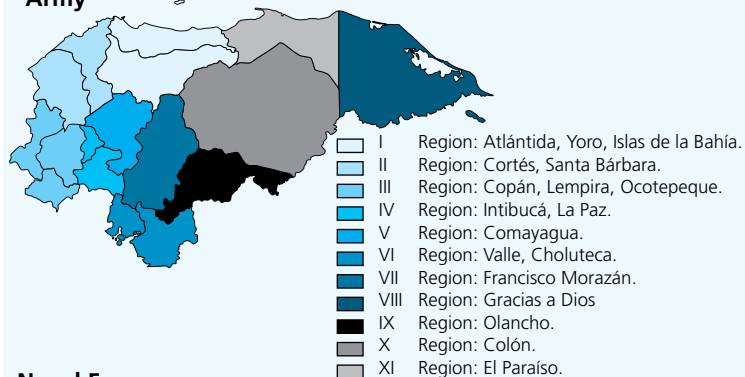 Army
I Region: Atlántida, Yoro, Islas de la Bahía.
II Region: Cortés, Santa Bárbara.
III Region: Copán, Lempira, Ocotepeque.
IV Region: Intibucá, La Paz.
V Region: Comayagua.
VI Region: Valle, Choluteca.
VII Region: Francisco Morazán.
VIII Region: Gracias a Dios
IX Region: Olancho.
X Region: Colón.
XI Region: El Paraíso.